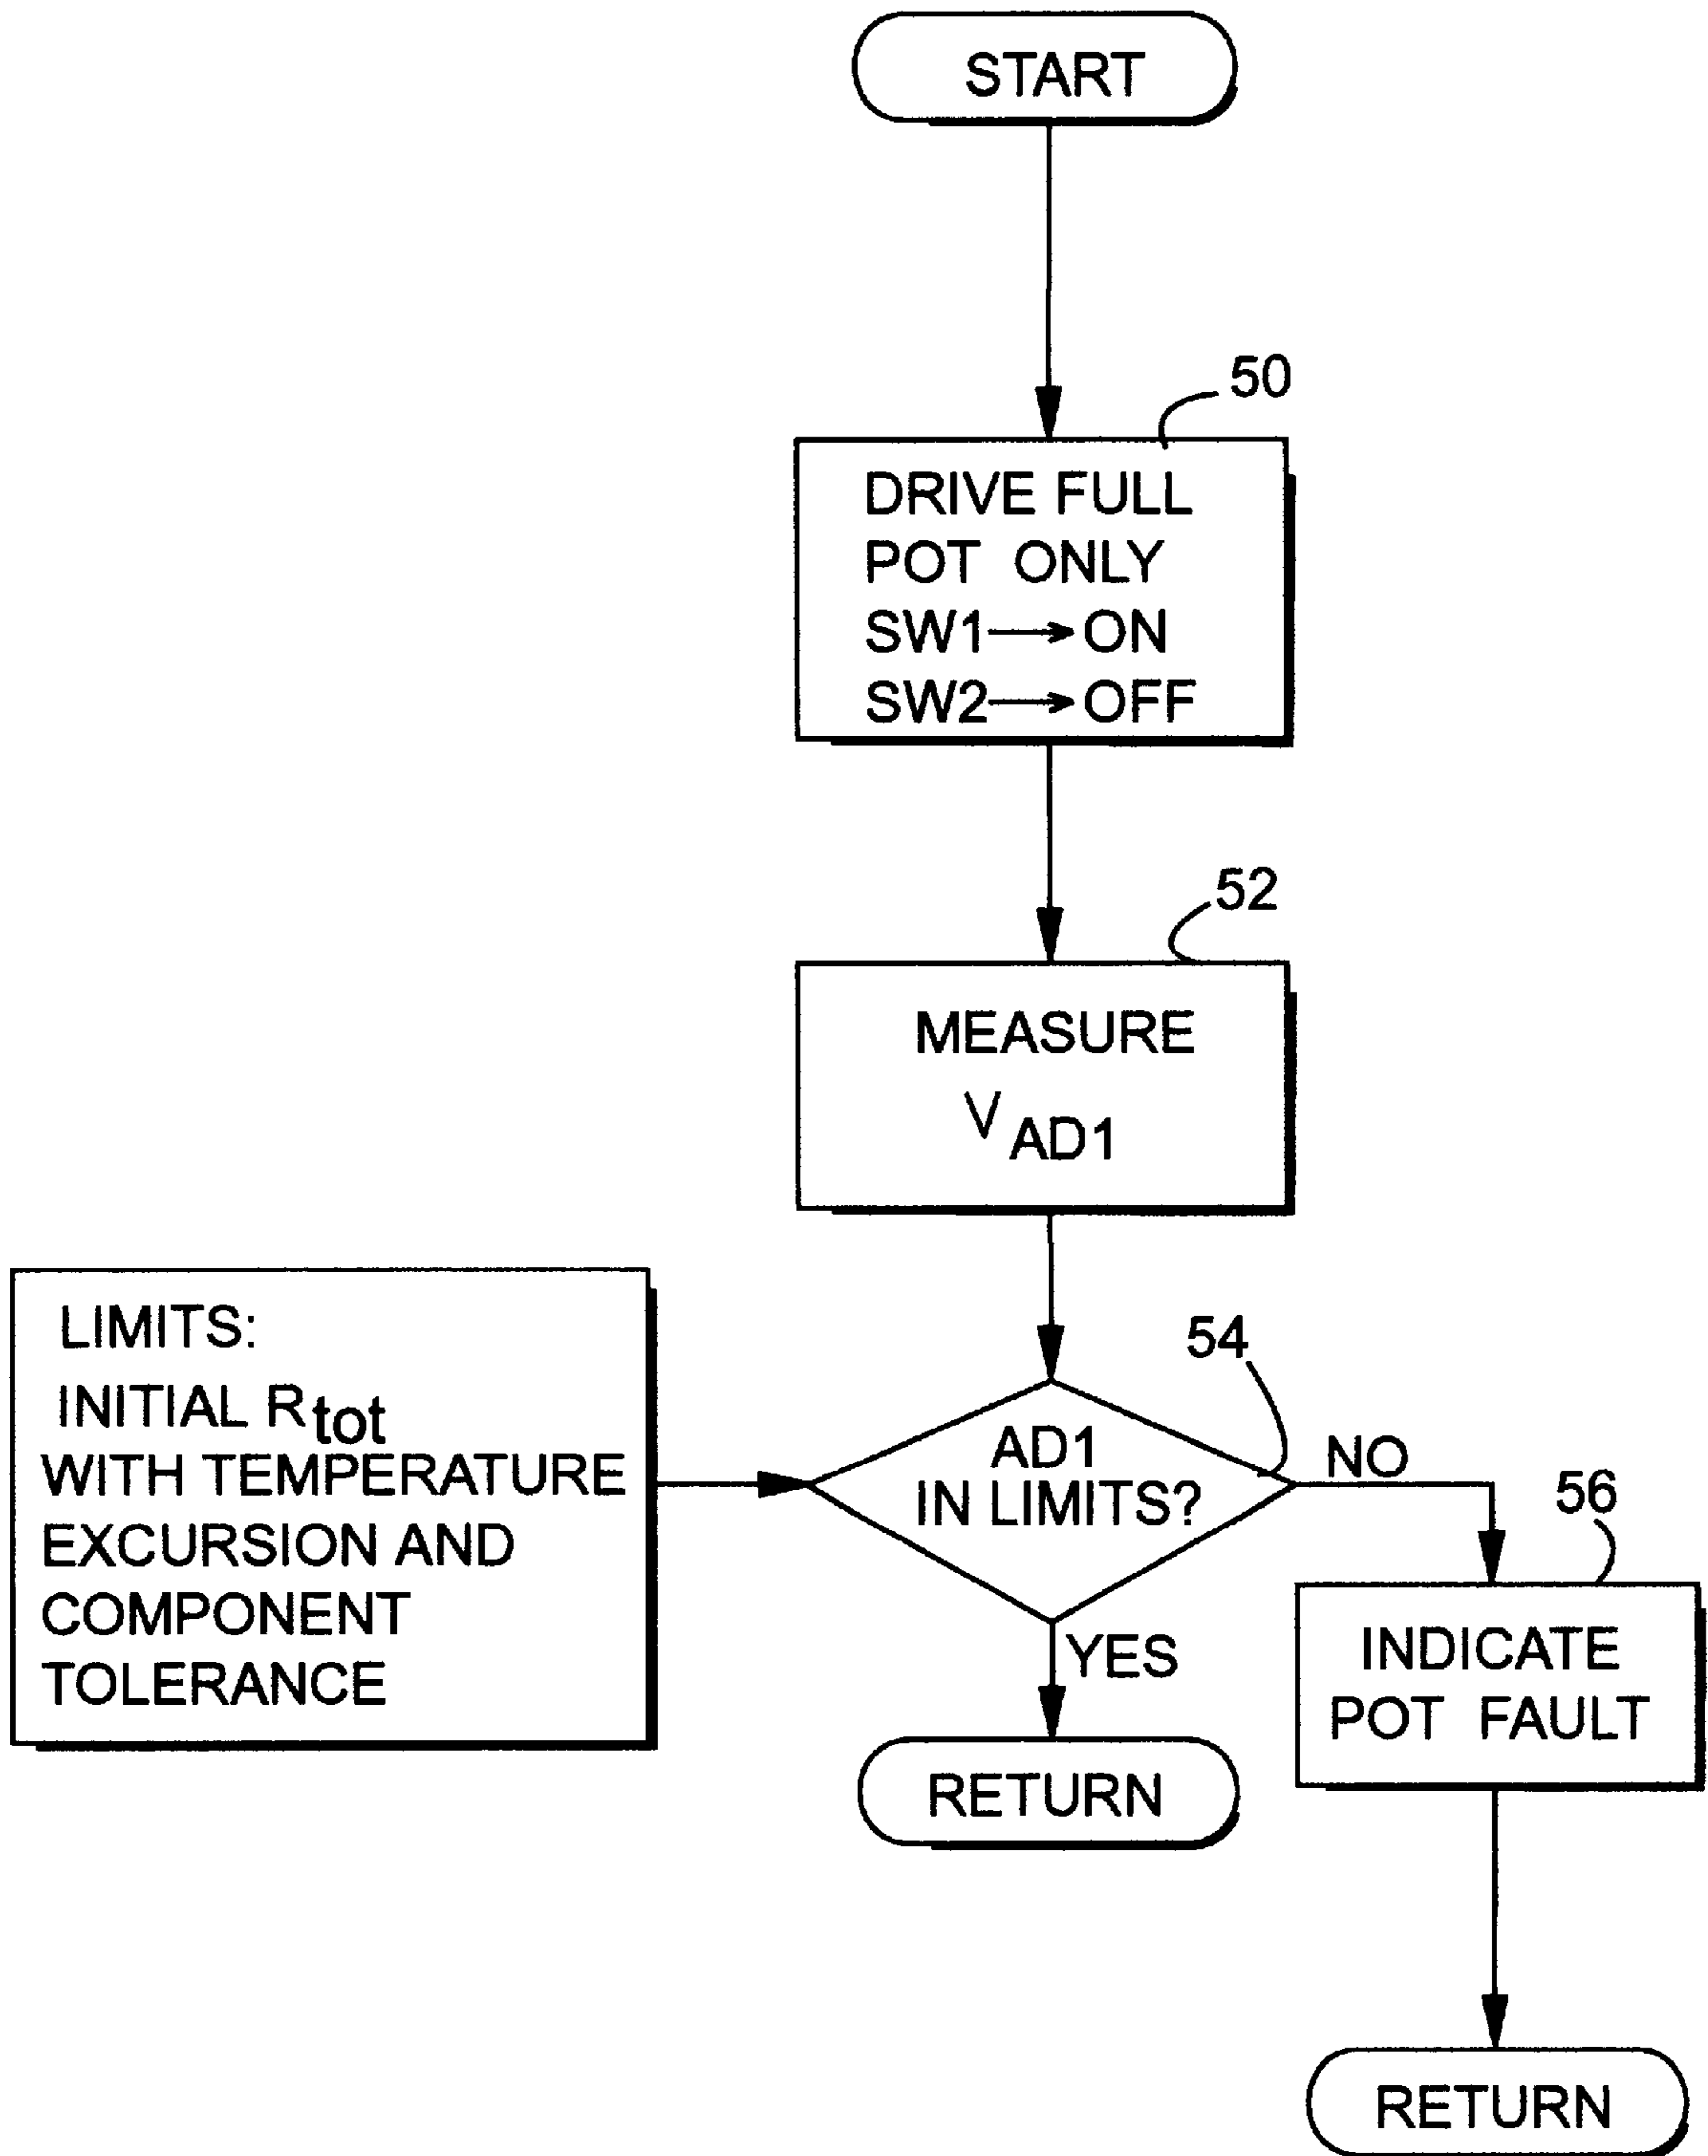 START
50
DRIVE FULL
POT ONLY
SW1→ON
SW2→OFF
52
MEASURE
V AD1
LIMITS:
INITIAL Rtot
WITH TEMPERATURE
EXCURSION AND
COMPONENT
TOLERANCE
54
AD1
IN LIMITS?
NO
YES
56
INDICATE
POT FAULT
RETURN
RETURN